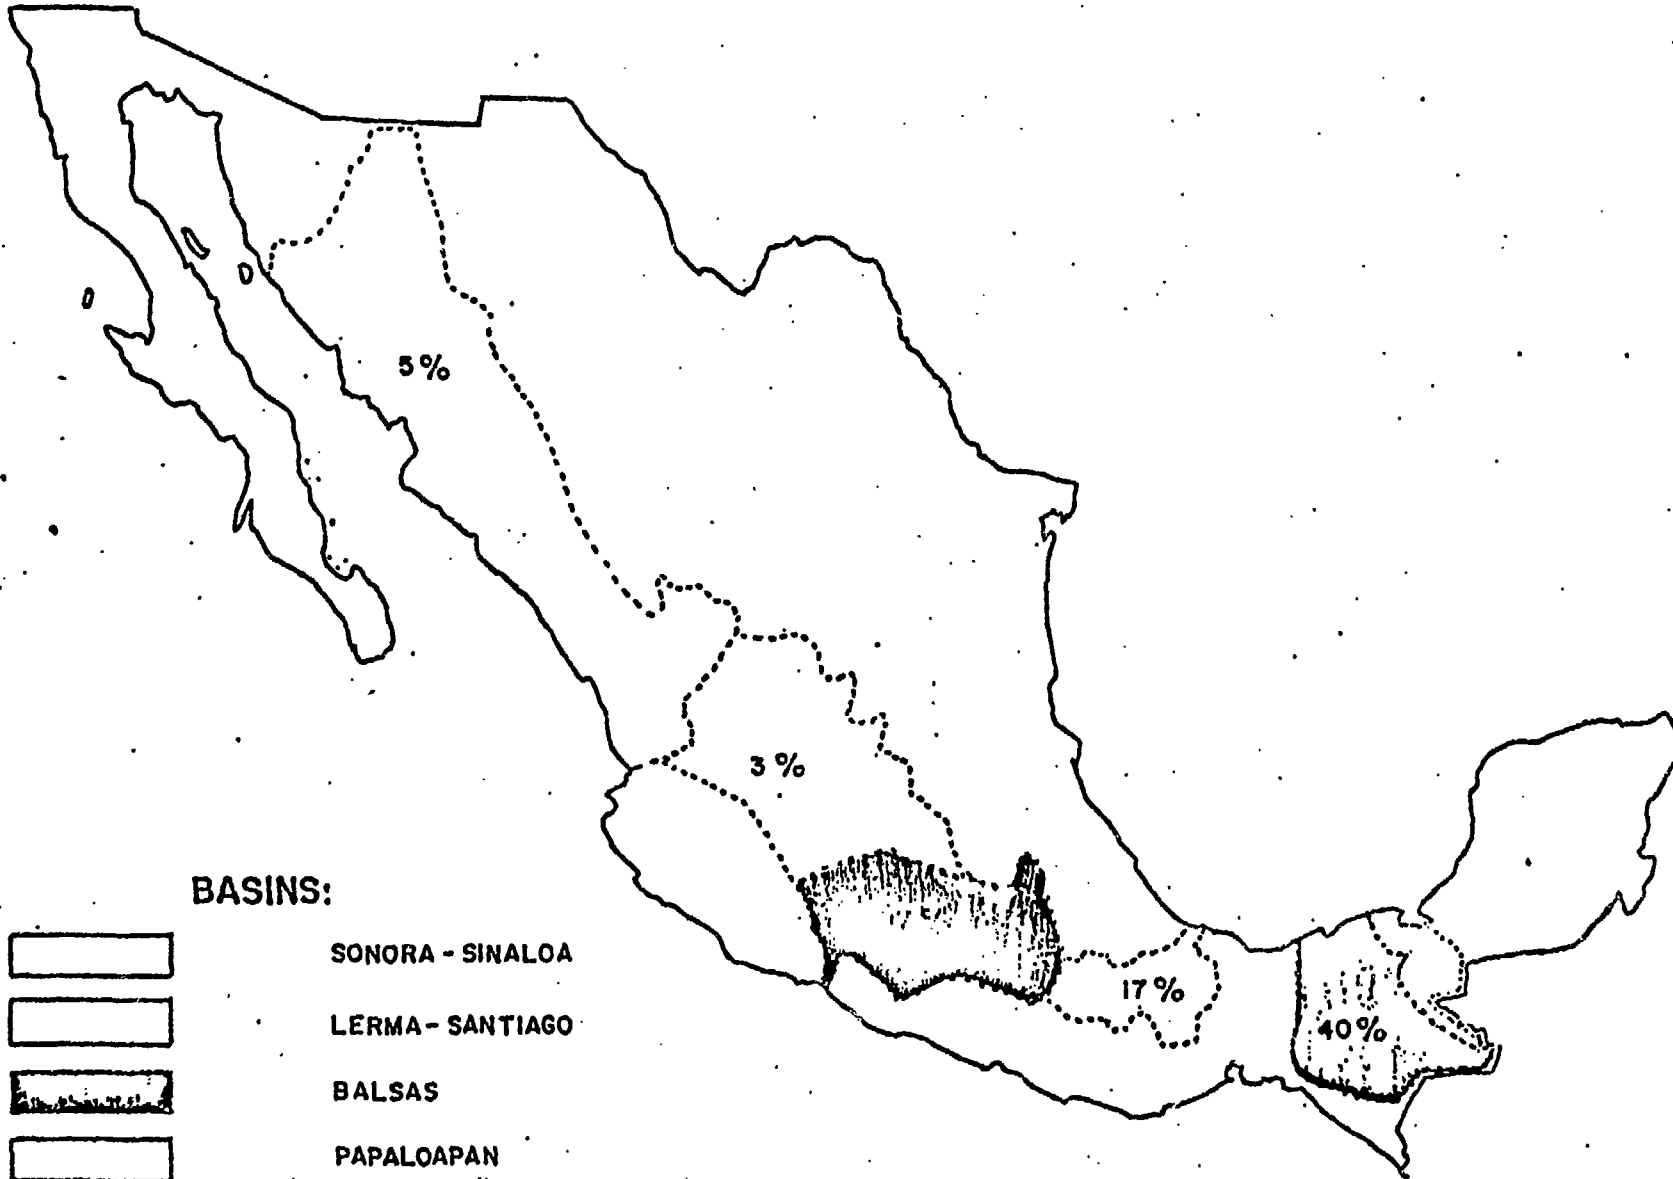 5%
3%
17%
40%
BASINS:
SONORA - SINALOA
LERMA - SANTIAGO
BALSAS
PAPALOAPAN